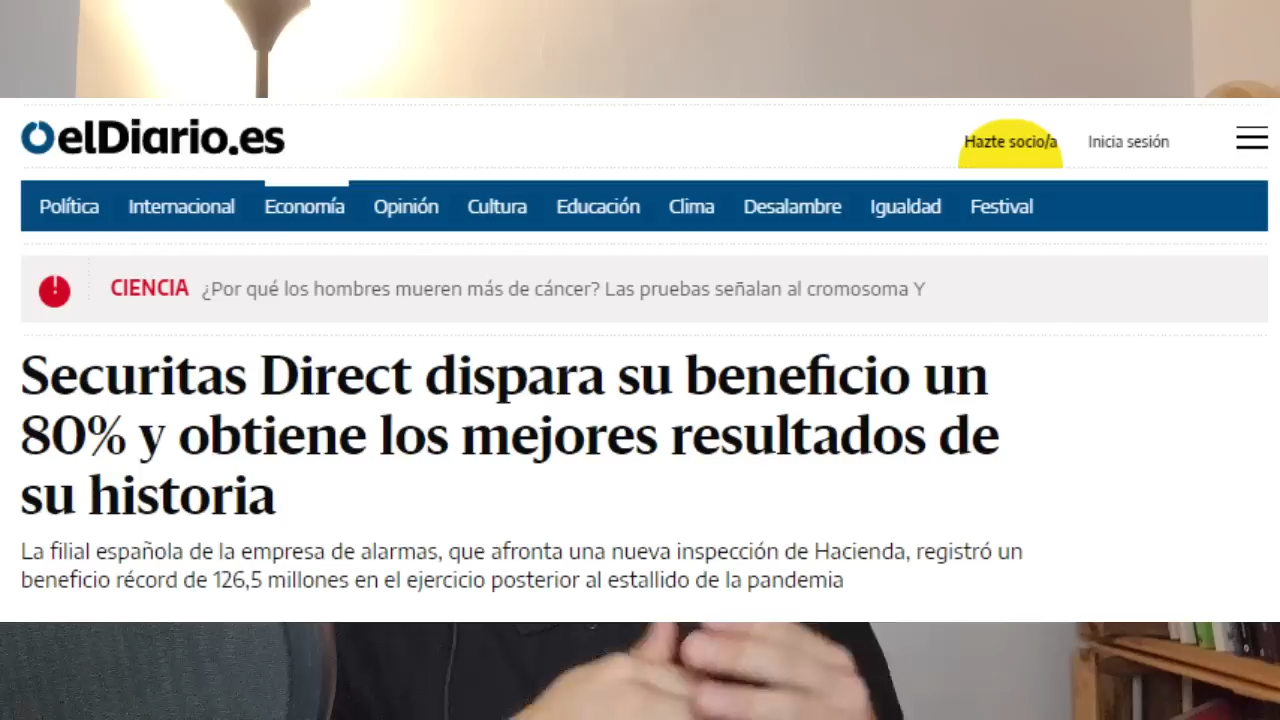 elDiario.es
Hazte socio/a
Inicia sesión
Política Internacional Economía Opinión Cultura Educación Clima Desalambre Igualdad Festival
CIENCIA ¿Por qué los hombres mueren más de cáncer? Las pruebas señalan al cromosoma Y
Securitas Direct dispara su beneficio un
80% y obtiene los mejores resultados de
su historia
La filial española de la empresa de alarmas, que afronta una nueva inspección de Hacienda, registró un
beneficio récord de 126,5 millones en el ejercicio posterior al estallido de la pandemia